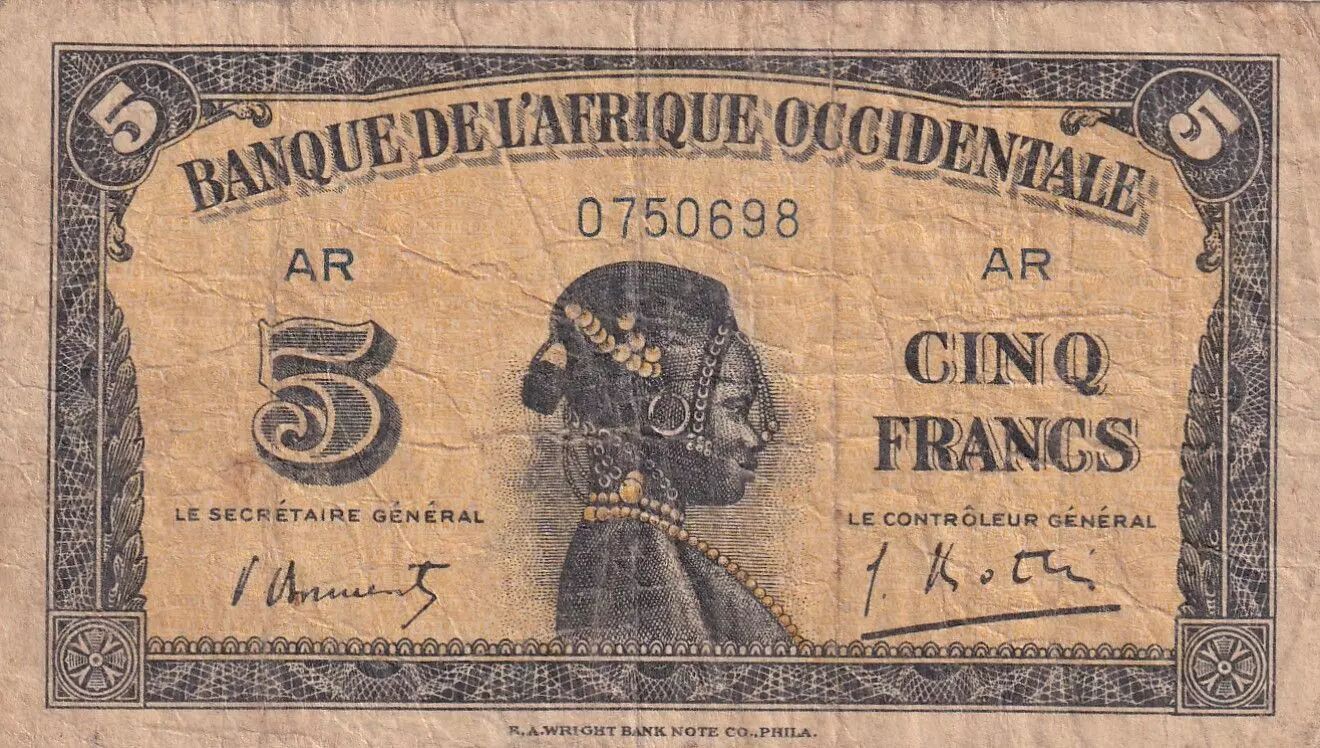 5 5
BANQUE DE L'AFRIQUE OCCIDENTALE
0750698
AR AR
5
CINQ
FRANCS
LE SECRÉTAIRE GÉNÉRAL
LE CONTRÔLEUR GÉNÉRAL
E.A.WRIGHT BANK NOTE CO.,PHILA.